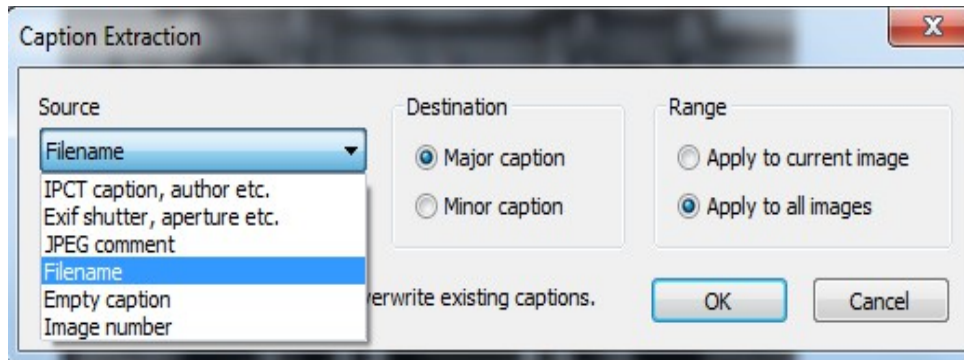 Caption Extraction
X
Source
Filename
IPCT caption, author etc.
Exif shutter, aperture etc.
JPEG comment
Filename
Empty caption
Image number
Destination
Major caption
Minor caption
Range
Apply to current image
Apply to all images
existing captions.
OK
Cancel